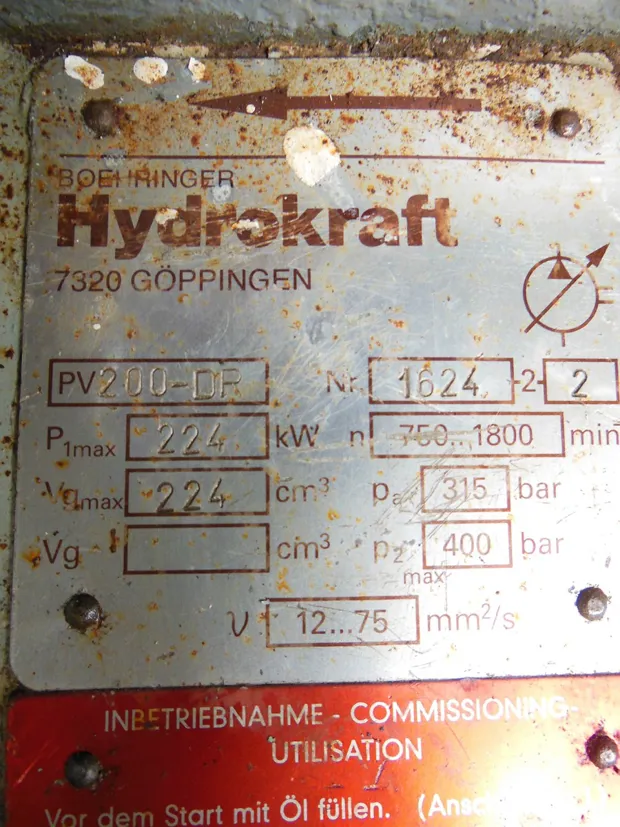 BOEHRINGER
Hydrokraft
7320 GÖPPINGEN
PV200-DR Nr. 1624 -2- 2
P1max 224 kW n 750...1800 min
Vgmax 224 cm³ pa 315 bar
Vg cm³ p2 max 400 bar
ν 12...75 mm²/s
INBETRIEBNAHME - COMMISSIONING-
UTILISATION
Vor dem Start mit Öl füllen.